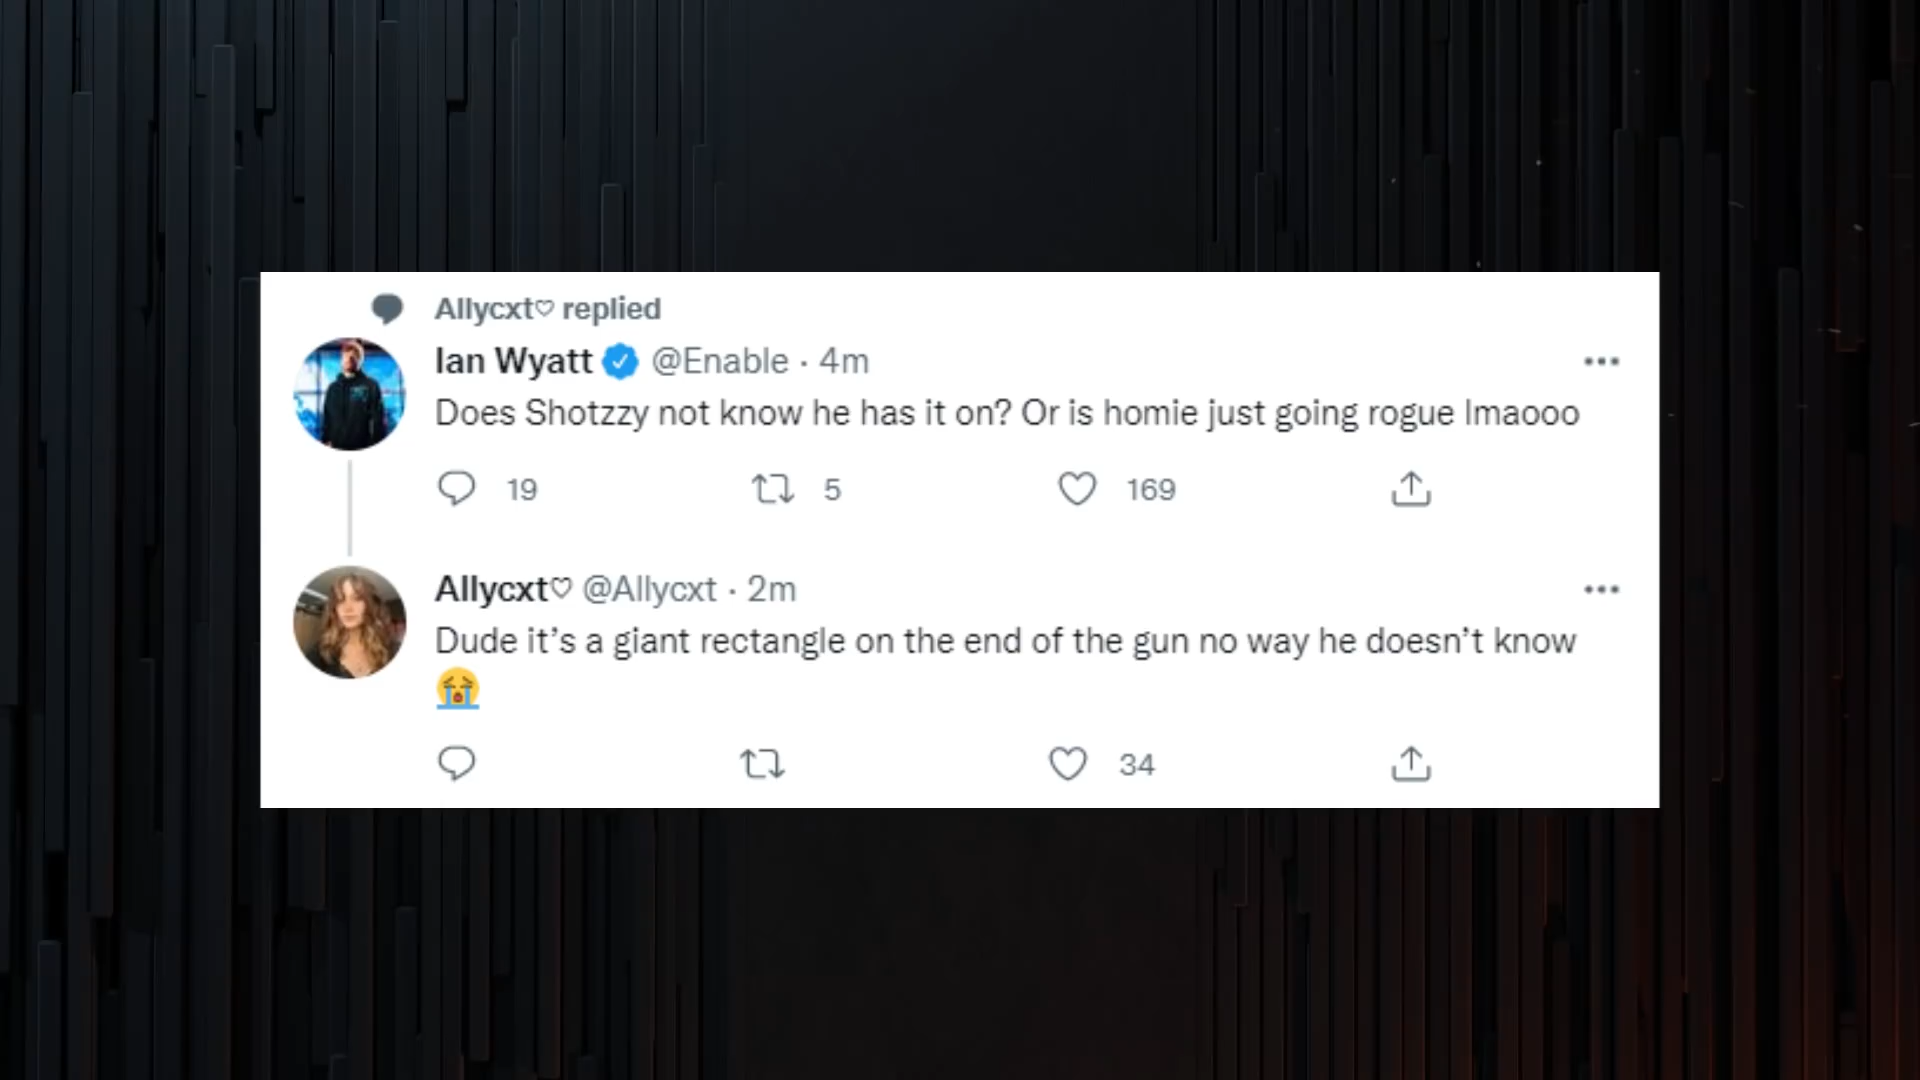 Allycxt♡ replied
Ian Wyatt @Enable · 4m
Does Shotzzy not know he has it on? Or is homie just going rogue lmaooo
19 5 169
Allycxt♡ @Allycxt · 2m
Dude it’s a giant rectangle on the end of the gun no way he doesn’t know
😭
34